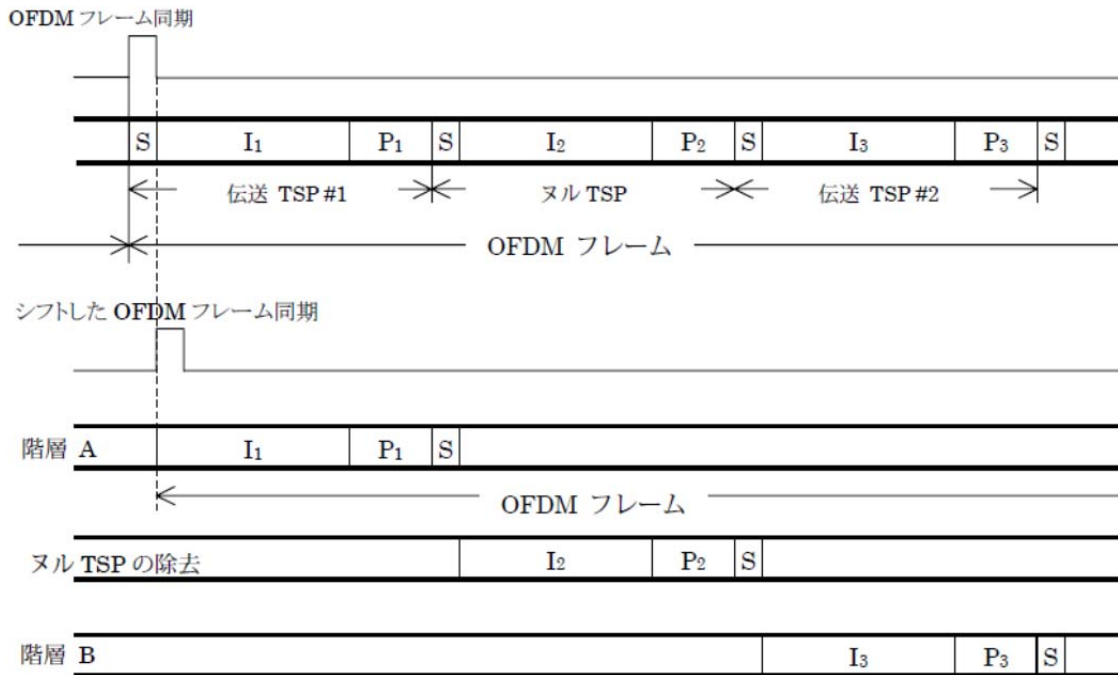 OFDM フレーム同期
S I₁ P₁ S I₂ P₂ S I₃ P₃ S
伝送 TSP #1 ヌル TSP 伝送 TSP #2
OFDM フレーム
シフトした OFDM フレーム同期
階層 A I₁ P₁ S
OFDM フレーム
ヌル TSP の除去 I₂ P₂ S
階層 B I₃ P₃ S